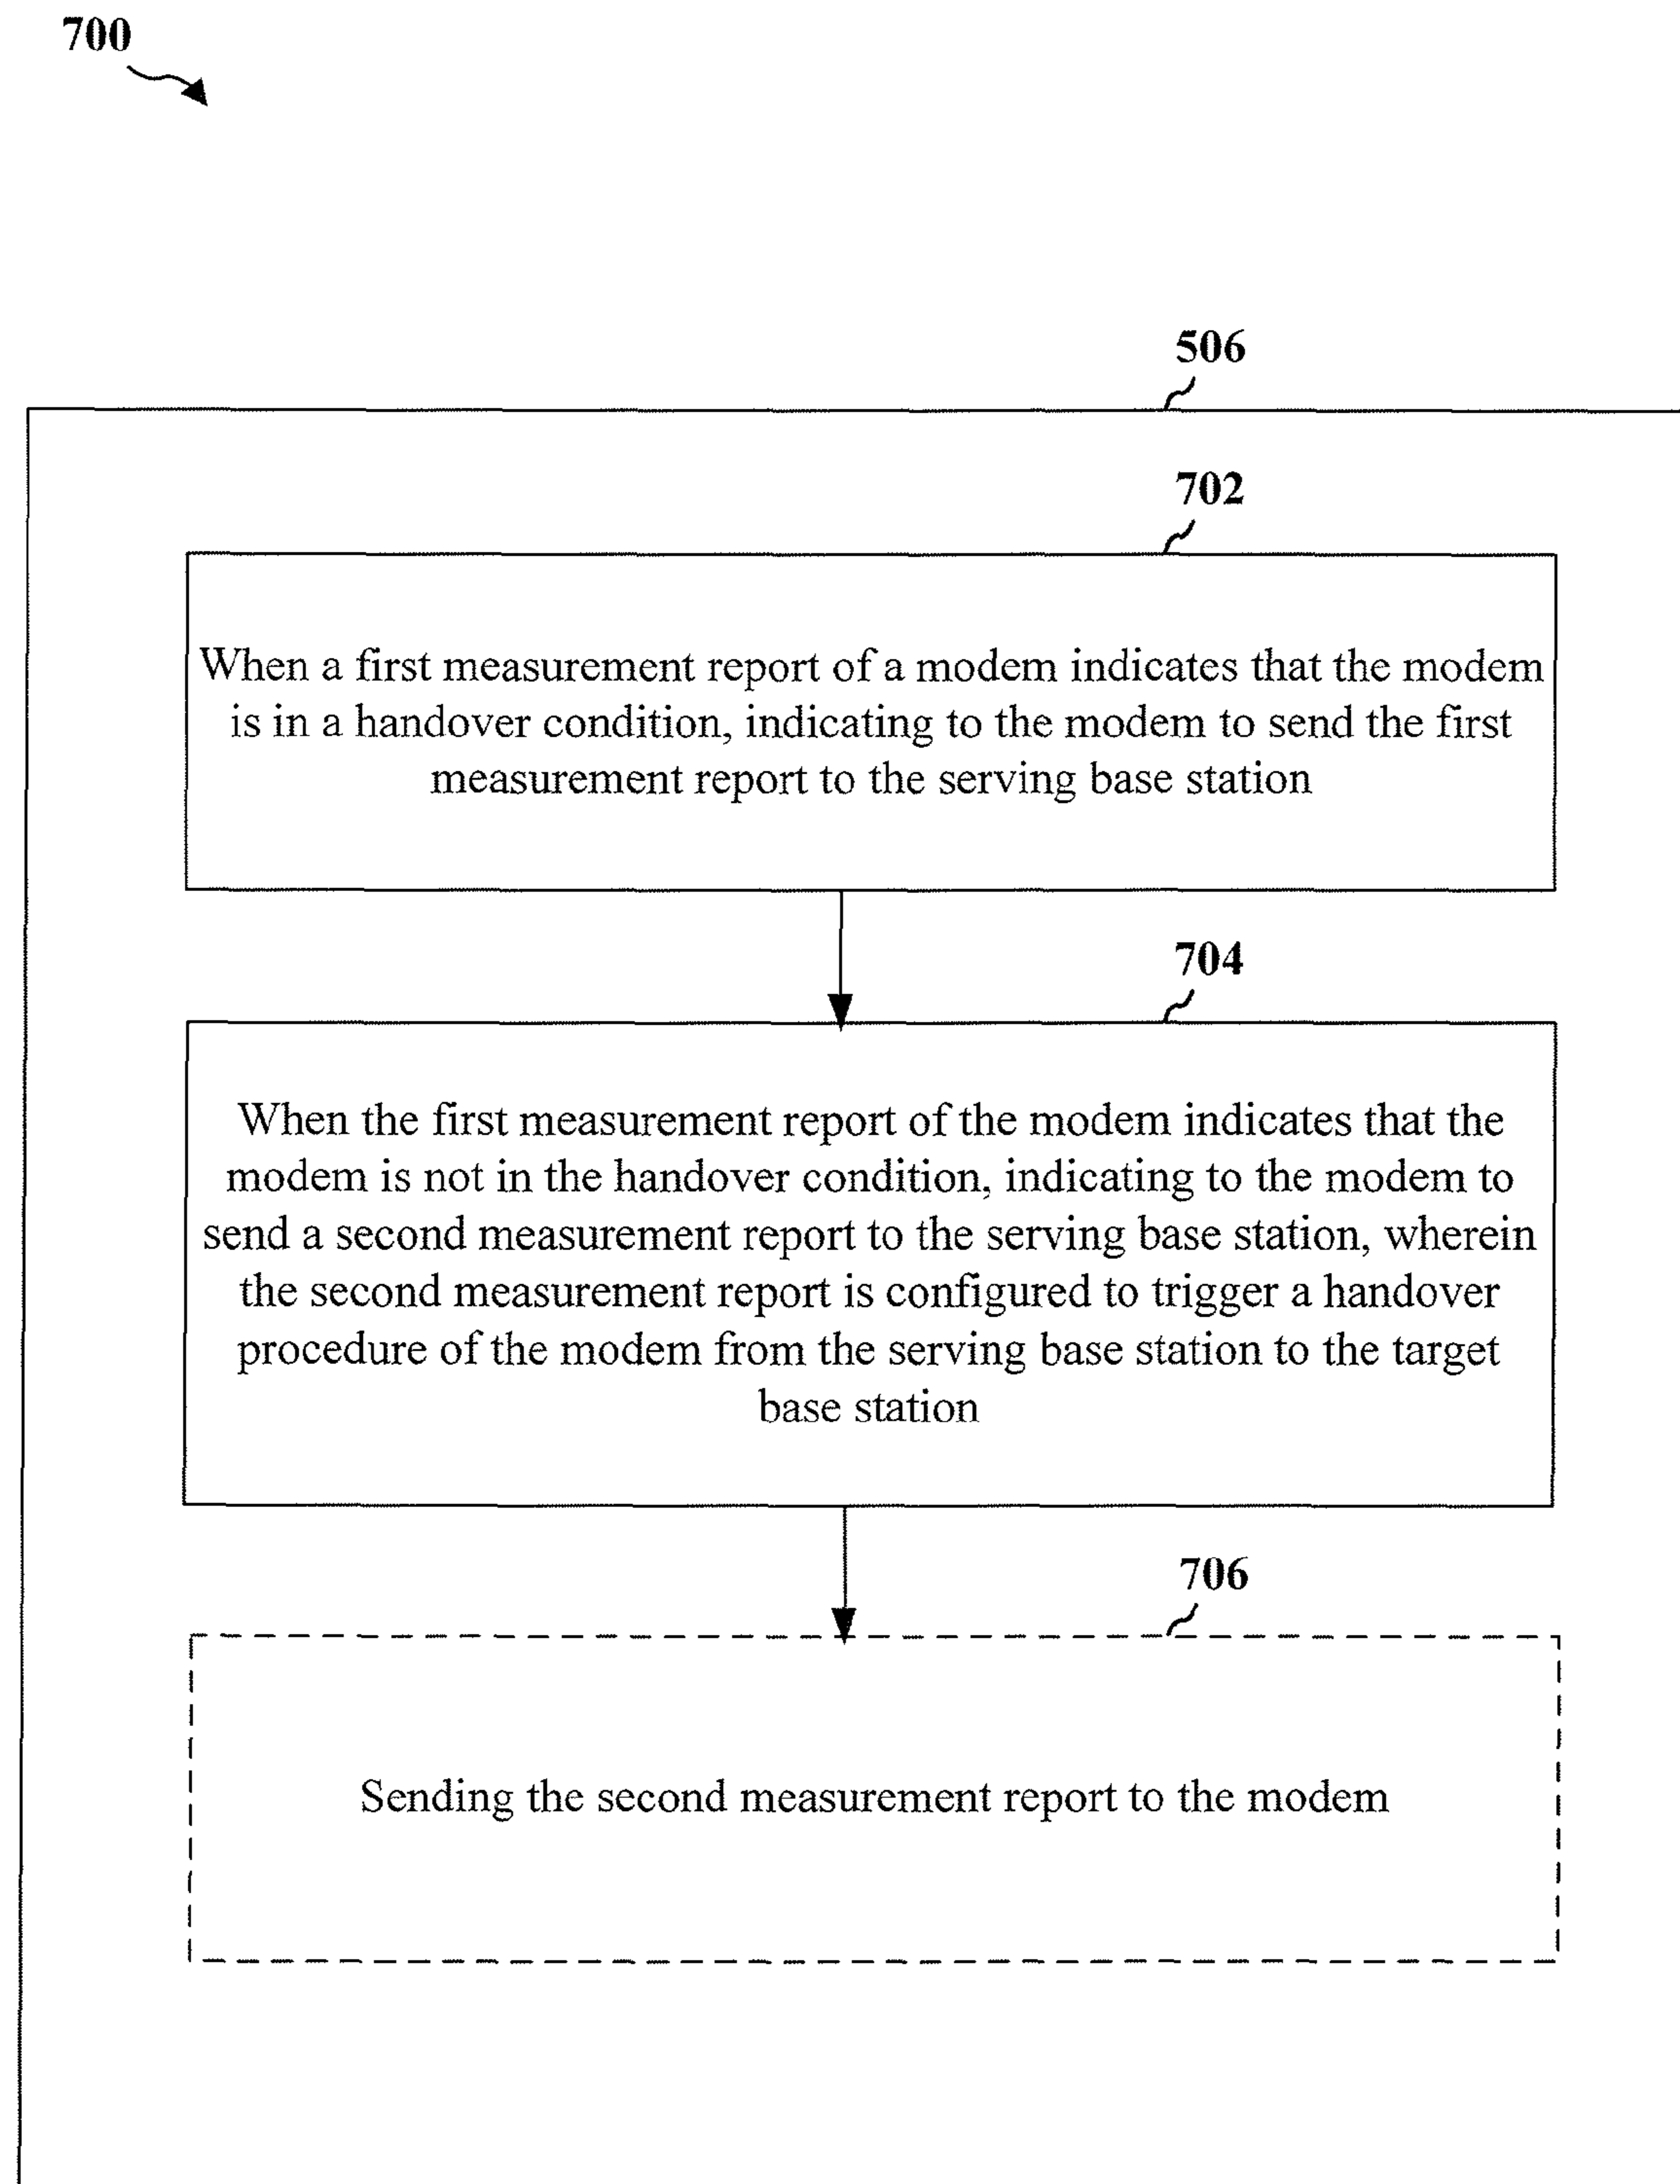 700
506
702
When a first measurement report of a modem indicates that the modem
is in a handover condition, indicating to the modem to send the first
measurement report to the serving base station
704
When the first measurement report of the modem indicates that the
modem is not in the handover condition, indicating to the modem to
send a second measurement report to the serving base station, wherein
the second measurement report is configured to trigger a handover
procedure of the modem from the serving base station to the target
base station
706
Sending the second measurement report to the modem